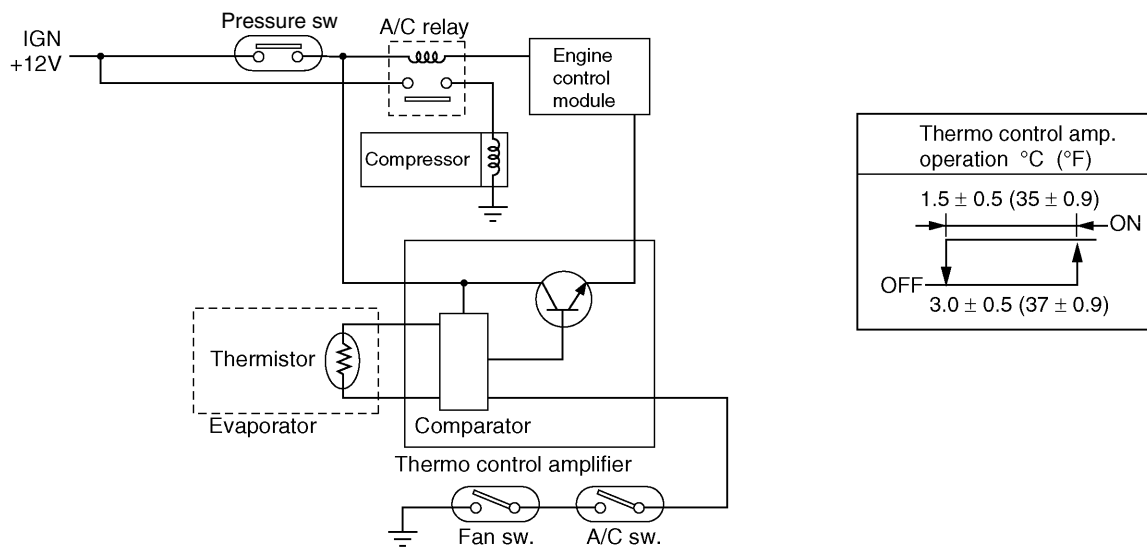 Pressure sw
A/C relay
IGN
+12V
Engine
control
module
Compressor
Thermo control amp.
operation °C (°F)
1.5 ± 0.5 (35 ± 0.9)
ON
OFF
3.0 ± 0.5 (37 ± 0.9)
Thermistor
Evaporator
Comparator
Thermo control amplifier
Fan sw.
A/C sw.